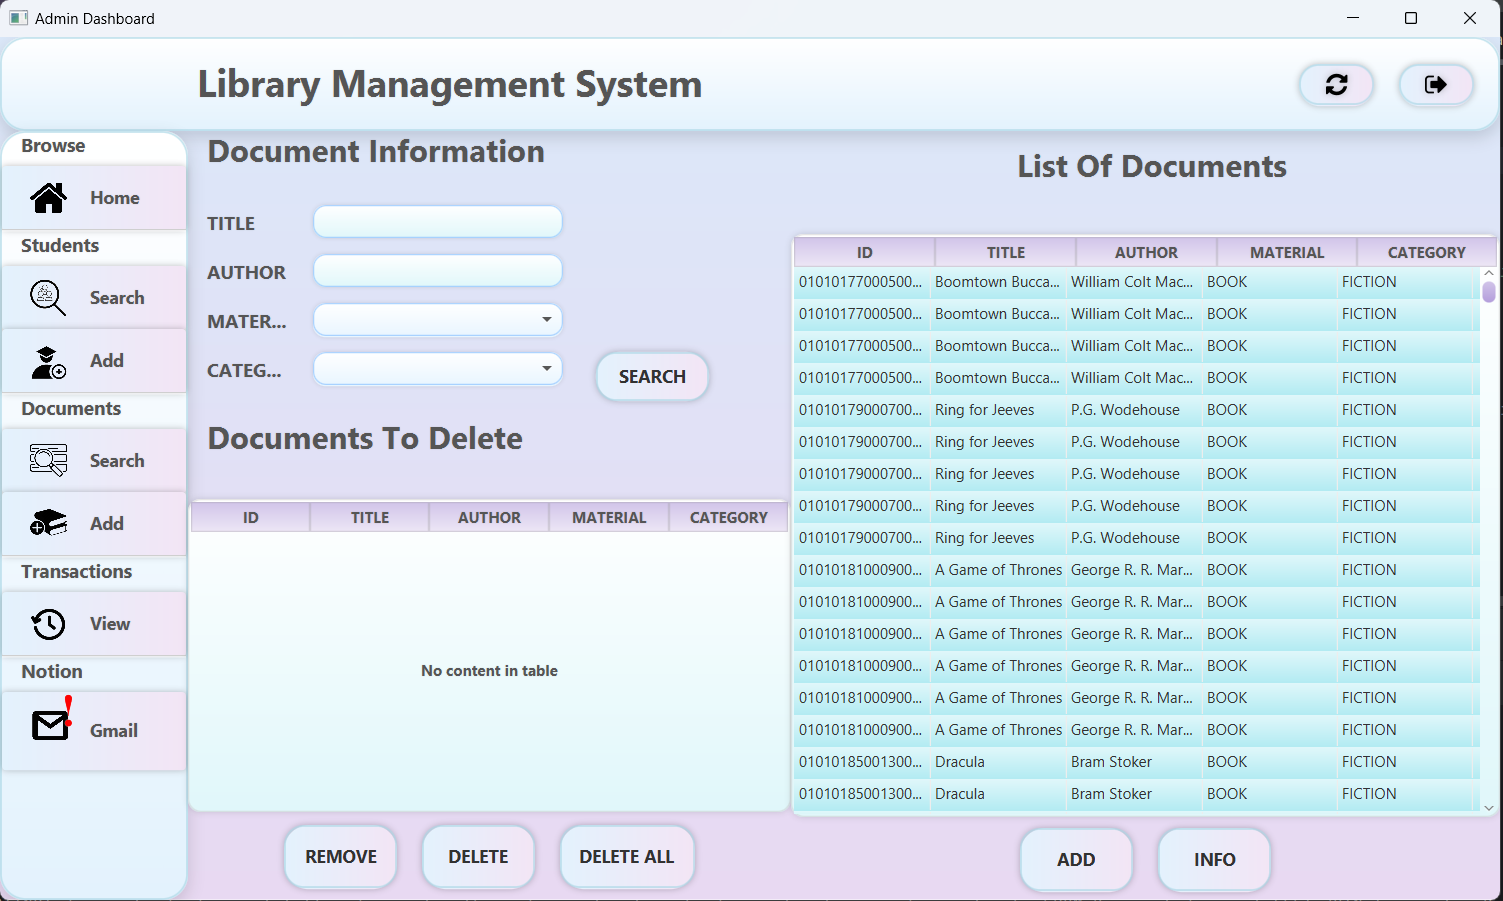 Admin Dashboard
Library Management System
Browse
Home
Students
Search
Add
Documents
Search
Add
Transactions
View
Notion
Gmail
Document Information
TITLE
AUTHOR
MATER...
CATEG...
SEARCH
Documents To Delete
ID TITLE AUTHOR MATERIAL CATEGORY
No content in table
REMOVE DELETE DELETE ALL
List Of Documents
ID TITLE AUTHOR MATERIAL CATEGORY
01010177000500... Boomtown Bucca... William Colt Mac... BOOK FICTION
01010177000500... Boomtown Bucca... William Colt Mac... BOOK FICTION
01010177000500... Boomtown Bucca... William Colt Mac... BOOK FICTION
01010177000500... Boomtown Bucca... William Colt Mac... BOOK FICTION
01010179000700... Ring for Jeeves P.G. Wodehouse BOOK FICTION
01010179000700... Ring for Jeeves P.G. Wodehouse BOOK FICTION
01010179000700... Ring for Jeeves P.G. Wodehouse BOOK FICTION
01010179000700... Ring for Jeeves P.G. Wodehouse BOOK FICTION
01010179000700... Ring for Jeeves P.G. Wodehouse BOOK FICTION
01010181000900... A Game of Thrones George R. R. Mar... BOOK FICTION
01010181000900... A Game of Thrones George R. R. Mar... BOOK FICTION
01010181000900... A Game of Thrones George R. R. Mar... BOOK FICTION
01010181000900... A Game of Thrones George R. R. Mar... BOOK FICTION
01010181000900... A Game of Thrones George R. R. Mar... BOOK FICTION
01010181000900... A Game of Thrones George R. R. Mar... BOOK FICTION
01010185001300... Dracula Bram Stoker BOOK FICTION
01010185001300... Dracula Bram Stoker BOOK FICTION
ADD INFO